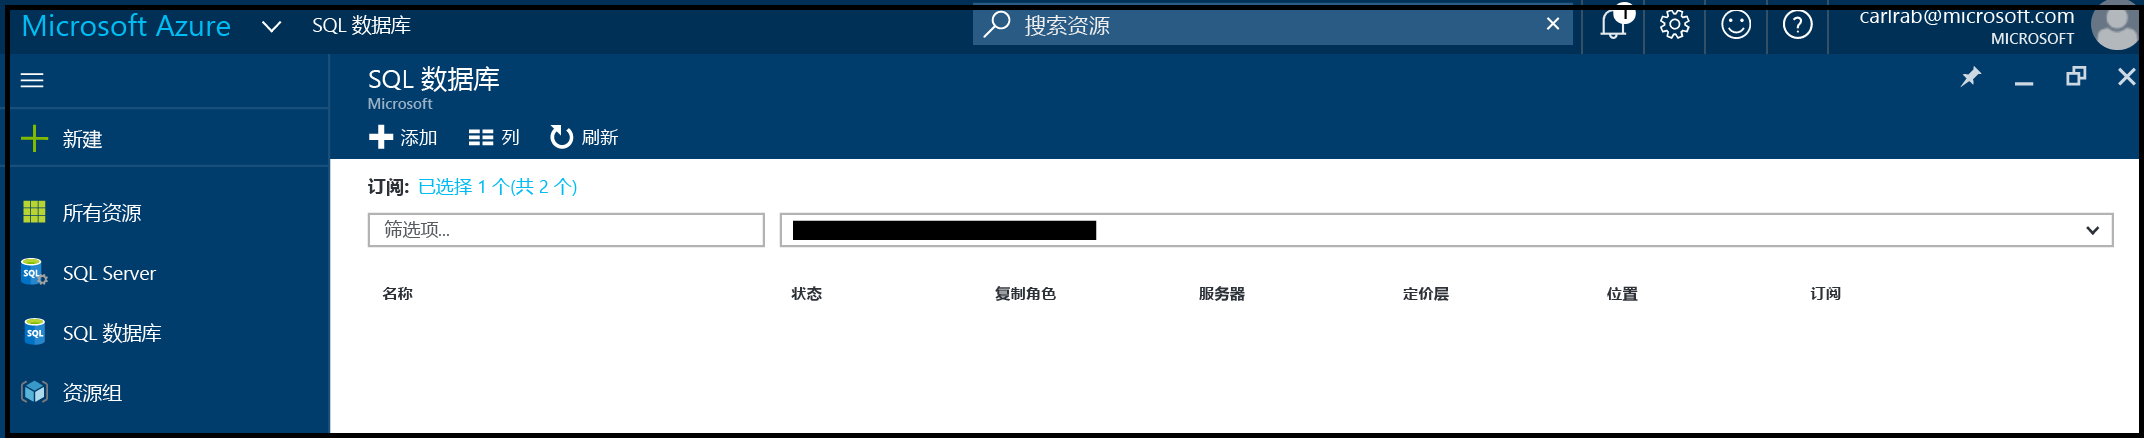 Microsoft Azure SQL 数据库 搜索资源 1 carlrab@microsoft.com
MICROSOFT
SQL 数据库
Microsoft
新建
添加 列 刷新
订阅: 已选择 1 个(共 2 个)
所有资源
筛选项...
SQL Server
名称 状态 复制角色 服务器 定价层 位置 订阅
SQL 数据库
资源组